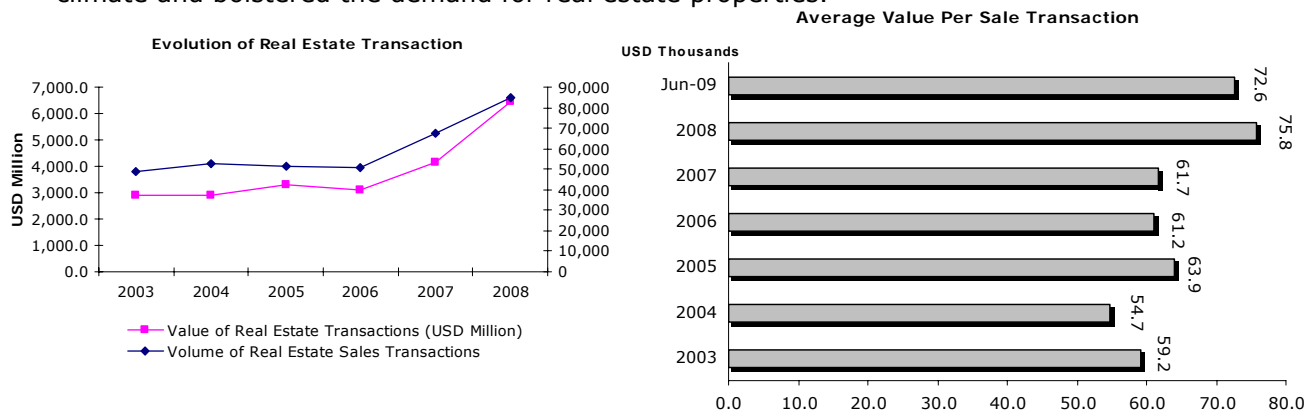 climate and bolstered the demand for real estate properties.
Evolution of Real Estate Transaction
USD Million
7,000.0
6,000.0
5,000.0
4,000.0
3,000.0
2,000.0
1,000.0
0.0
90,000
80,000
70,000
60,000
50,000
40,000
30,000
20,000
10,000
0
2003 2004 2005 2006 2007 2008
Value of Real Estate Transactions (USD Million)
Volume of Real Estate Sales Transactions
Average Value Per Sale Transaction
USD Thousands
Jun-09 72.6
2008 75.8
2007 61.7
2006 61.2
2005 63.9
2004 54.7
2003 59.2
0.0 10.0 20.0 30.0 40.0 50.0 60.0 70.0 80.0